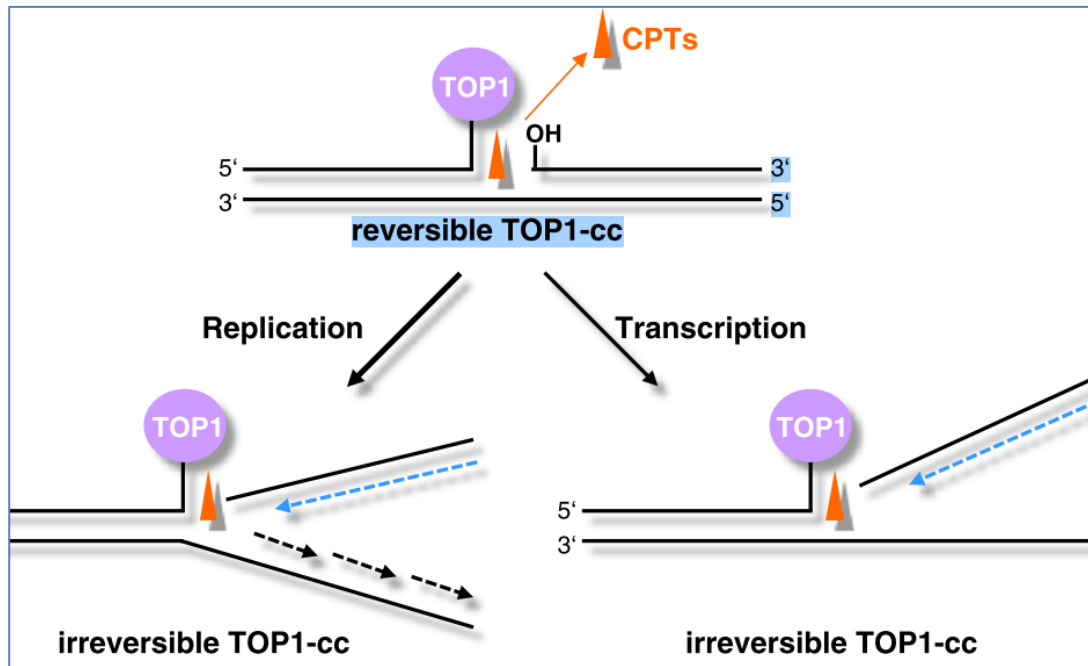 CPTs
TOP1
OH
5‘ 3‘
3‘ 5‘
reversible TOP1-cc
Replication Transcription
TOP1 TOP1
5‘
3‘
irreversible TOP1-cc irreversible TOP1-cc